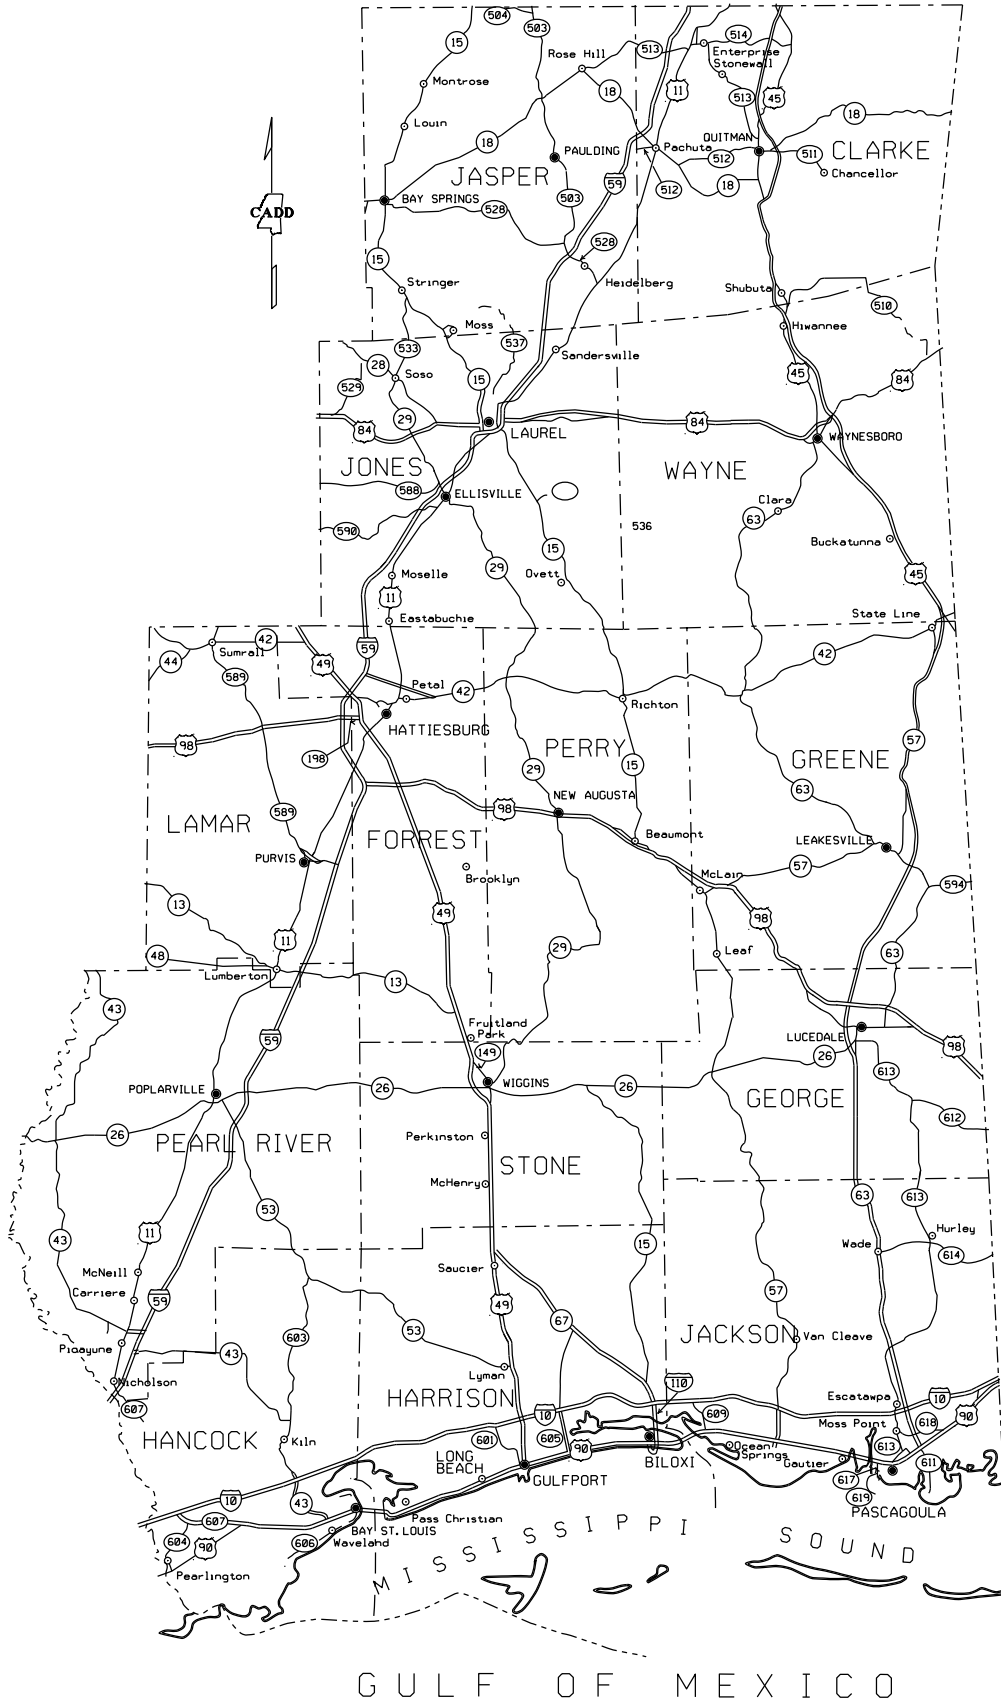 504
503
15
Rose Hill
513
514
Enterprise
Stonewall
Montrose
18
11
513
45
Louin
18
18
QUITMAN
PAULDING
Pachuta
512
511
CLARKE
JASPER
59
512
18
Chancellor
CADD
BAY SPRINGS
528
503
15
528
Stringer
Heidelberg
Shubuta
510
Moss
Hiwannee
533
537
Sandersville
28
Soso
15
45
84
529
29
84
84
LAUREL
WAYNESBORO
JONES
WAYNE
588
ELLISVILLE
Clara
590
536
63
15
Buckatunna
29
Moselle
Ovett
45
11
Eastabuchie
State Line
42
59
44
Sumrall
49
42
589
Petal
42
Richton
HATTIESBURG
57
98
198
PERRY
GREENE
29
15
63
589
98
NEW AUGUSTA
LAMAR
FORREST
Beaumont
LEAKESVILLE
PURVIS
Brooklyn
McLain
57
594
13
49
98
11
29
48
Leaf
63
Lumberton
13
43
Fruitland
Park
LUCEDALE
59
149
26
98
POPLARVILLE
26
WIGGINS
26
613
GEORGE
612
26
PEARL RIVER
Perkinston
STONE
McHenry
53
63
613
43
11
15
Hurley
Wade
614
McNeill
Saucier
Carriere
59
49
57
67
603
53
JACKSON
Van Cleave
Picayune
43
Lyman
Nicholson
110
607
HARRISON
Escatawpa
10
10
609
Moss Point
618
90
HANCOCK
Kiln
601
605
90
BILOXI
Ocean
Springs
613
LONG
BEACH
Gautier
611
GULFPORT
617
10
43
619
607
Pass Christian
PASCAGOULA
604
90
606
BAY ST. LOUIS
Waveland
Pearlington
MISSISSIPPI SOUND
GULF OF MEXICO